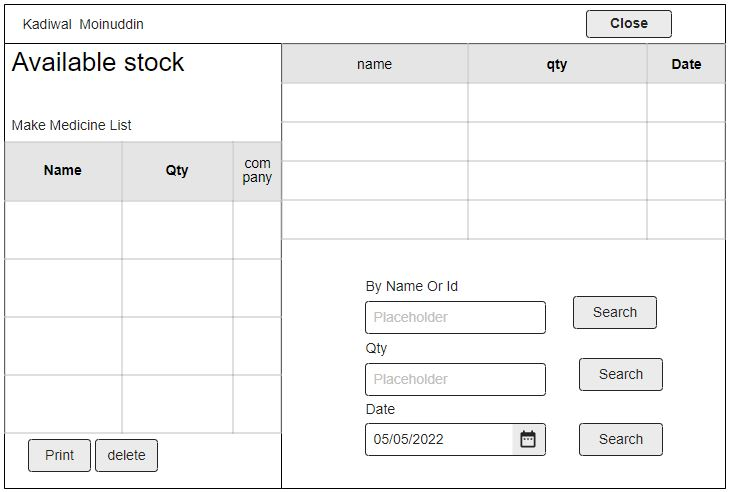 Kadiwal Moinuddin
Close
Available stock
Make Medicine List
Name Qty com
pany
Print delete
name qty Date
By Name Or Id
Placeholder Search
Qty
Placeholder Search
Date
05/05/2022 Search